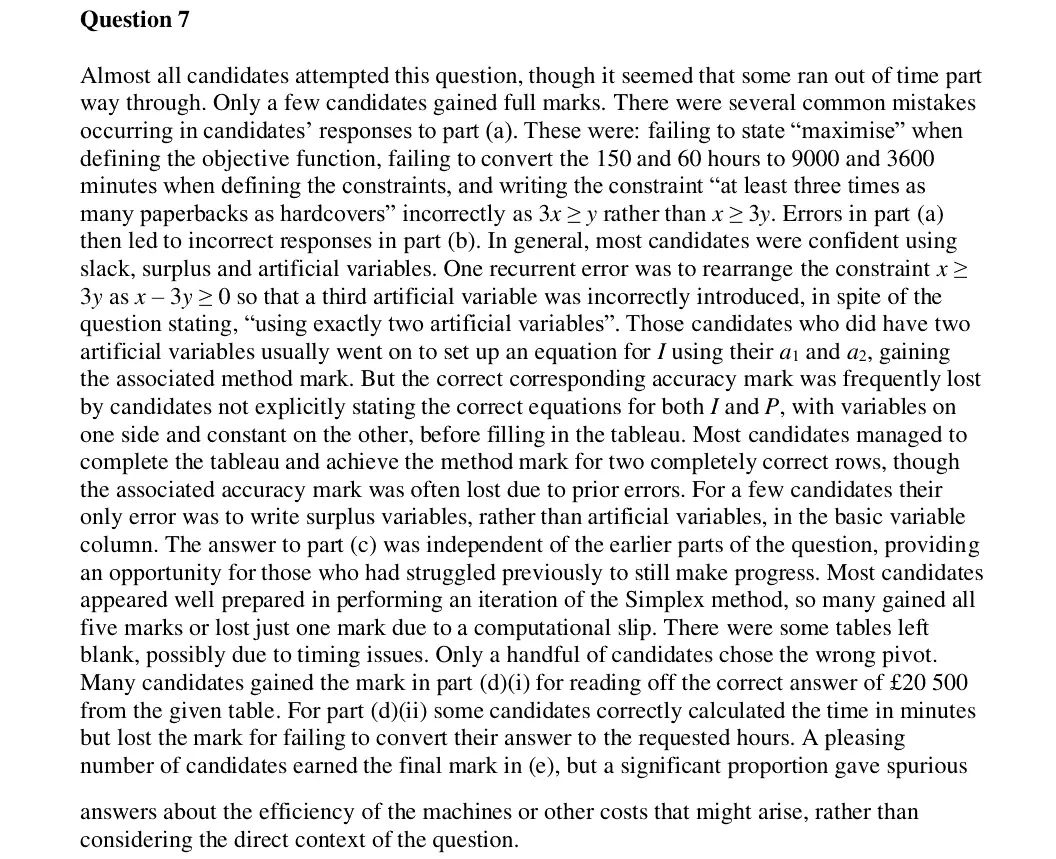 Question 7
Almost all candidates attempted this question, though it seemed that some ran out of time part
way through. Only a few candidates gained full marks. There were several common mistakes
occurring in candidates’ responses to part (a). These were: failing to state “maximise” when
defining the objective function, failing to convert the 150 and 60 hours to 9000 and 3600
minutes when defining the constraints, and writing the constraint “at least three times as
many paperbacks as hardcovers” incorrectly as 3x ≥ y rather than x ≥ 3y. Errors in part (a)
then led to incorrect responses in part (b). In general, most candidates were confident using
slack, surplus and artificial variables. One recurrent error was to rearrange the constraint x ≥
3y as x – 3y ≥ 0 so that a third artificial variable was incorrectly introduced, in spite of the
question stating, “using exactly two artificial variables”. Those candidates who did have two
artificial variables usually went on to set up an equation for I using their a1 and a2, gaining
the associated method mark. But the correct corresponding accuracy mark was frequently lost
by candidates not explicitly stating the correct equations for both I and P, with variables on
one side and constant on the other, before filling in the tableau. Most candidates managed to
complete the tableau and achieve the method mark for two completely correct rows, though
the associated accuracy mark was often lost due to prior errors. For a few candidates their
only error was to write surplus variables, rather than artificial variables, in the basic variable
column. The answer to part (c) was independent of the earlier parts of the question, providing
an opportunity for those who had struggled previously to still make progress. Most candidates
appeared well prepared in performing an iteration of the Simplex method, so many gained all
five marks or lost just one mark due to a computational slip. There were some tables left
blank, possibly due to timing issues. Only a handful of candidates chose the wrong pivot.
Many candidates gained the mark in part (d)(i) for reading off the correct answer of £20 500
from the given table. For part (d)(ii) some candidates correctly calculated the time in minutes
but lost the mark for failing to convert their answer to the requested hours. A pleasing
number of candidates earned the final mark in (e), but a significant proportion gave spurious
answers about the efficiency of the machines or other costs that might arise, rather than
considering the direct context of the question.